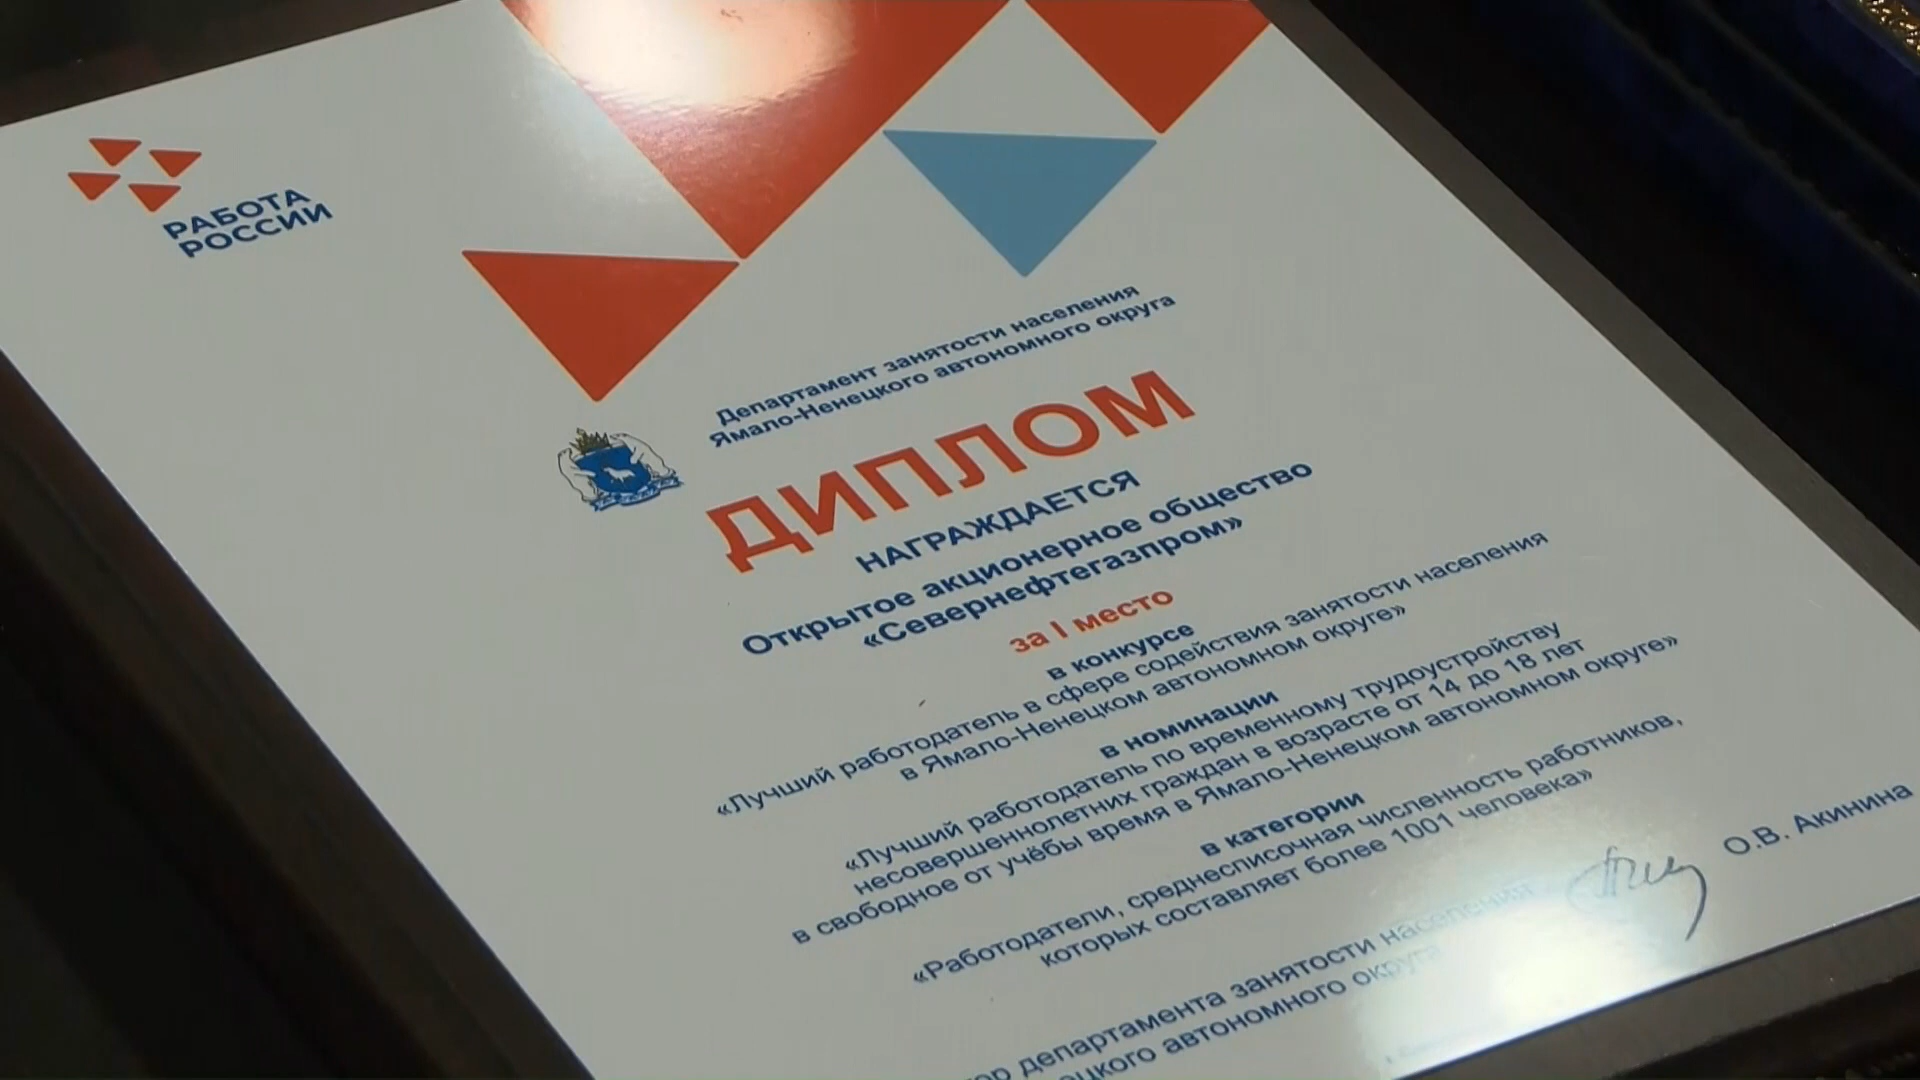 РАБОТА
РОССИИ
Департамент занятости населения
Ямало-Ненецкого автономного округа
ДИПЛОМ
НАГРАЖДАЕТСЯ
Открытое акционерное общество
«Севернефтегазпром»
за I место
в конкурсе
«Лучший работодатель в сфере содействия занятости населения
в Ямало-Ненецком автономном округе»
в номинации
«Лучший работодатель по временному трудоустройству
несовершеннолетних граждан в возрасте от 14 до 18 лет
в свободное от учёбы время в Ямало-Ненецком автономном округе»
в категории
«Работодатели, среднесписочная численность работников,
которых составляет более 1001 человека»
департамента занятости населения
автономного округа
О.В. Акинина